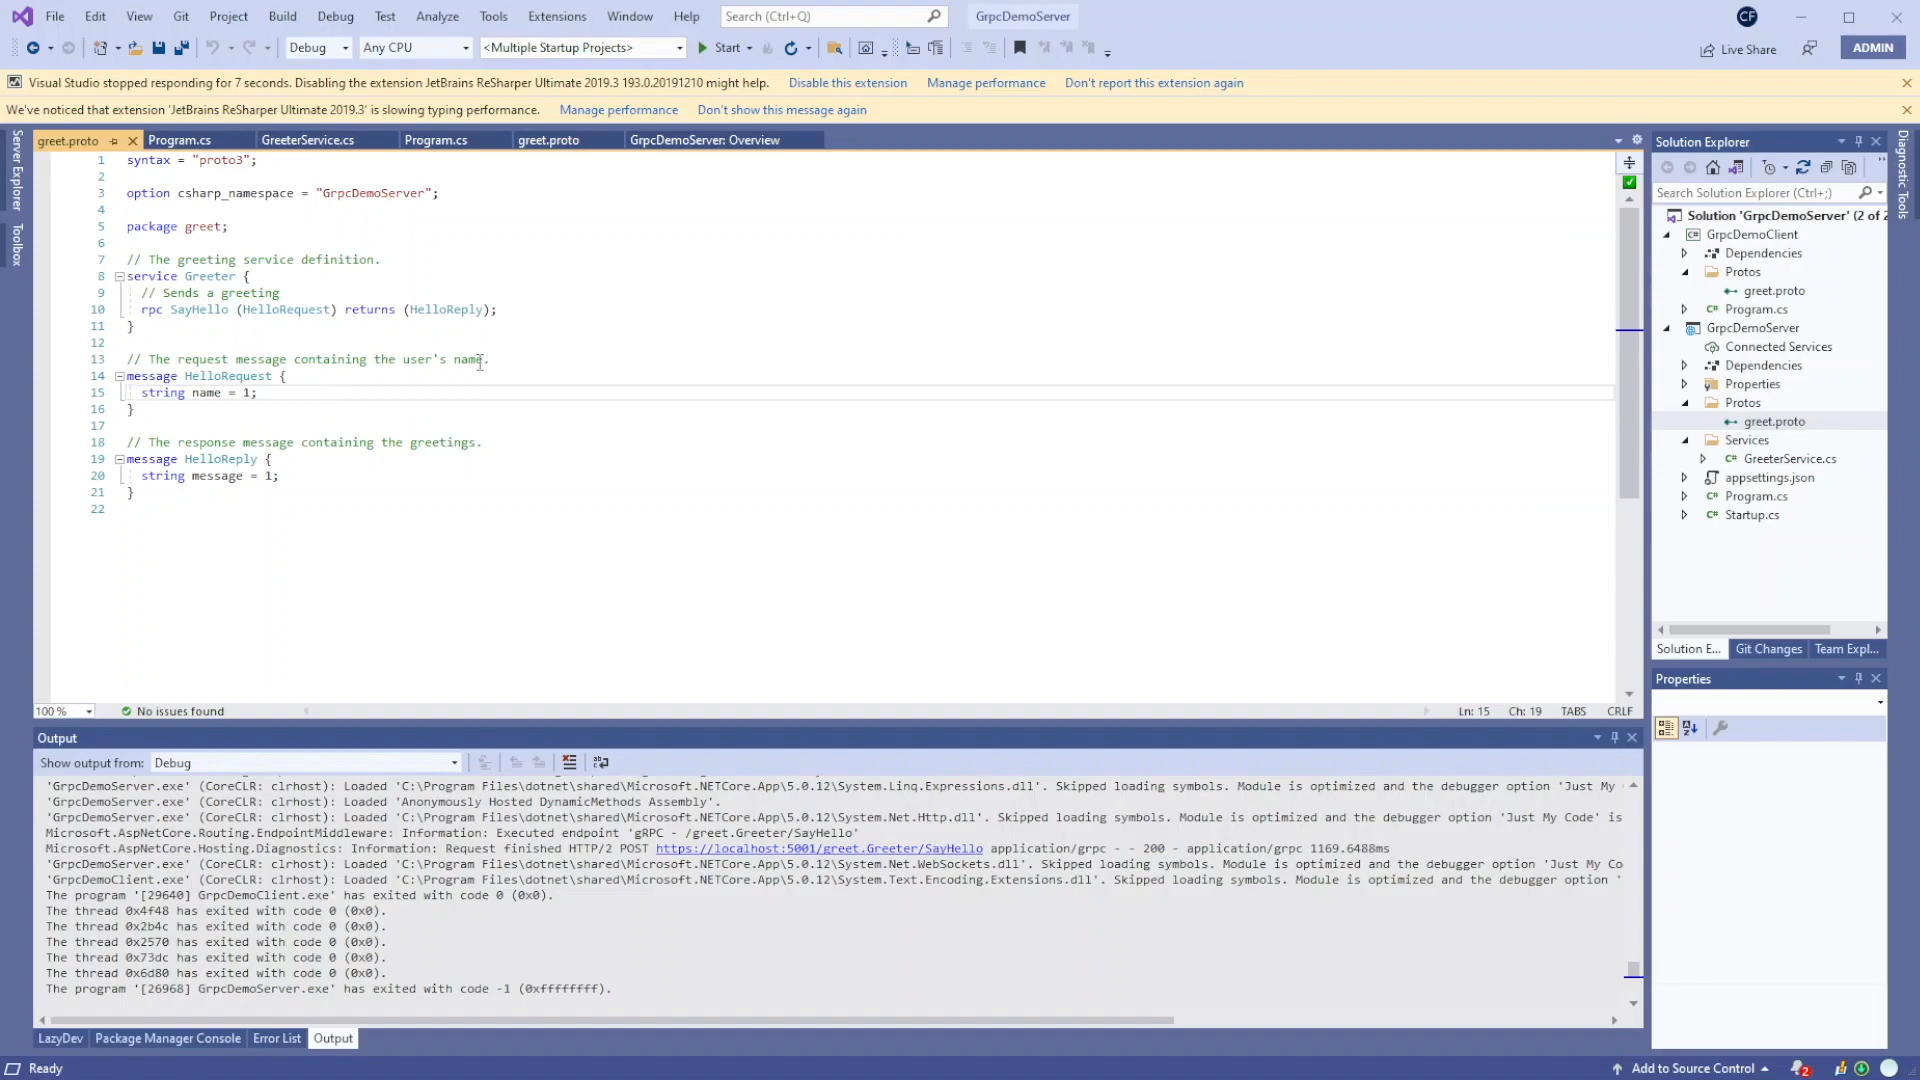 File Edit View Git Project Build Debug Test Analyze Tools Extensions Window Help Search (Ctrl+Q) GrpcDemoServer CF
Debug Any CPU <Multiple Startup Projects> Start Live Share ADMIN
Visual Studio stopped responding for 7 seconds. Disabling the extension JetBrains ReSharper Ultimate 2019.3 193.0.20191210 might help. Disable this extension Manage performance Don't report this extension again
We've noticed that extension 'JetBrains ReSharper Ultimate 2019.3' is slowing typing performance. Manage performance Don't show this message again
Server Explorer
Toolbox
greet.proto Program.cs GreeterService.cs Program.cs greet.proto GrpcDemoServer: Overview
1 syntax = "proto3";
2
3 option csharp_namespace = "GrpcDemoServer";
4
5 package greet;
6
7 // The greeting service definition.
8 service Greeter {
9 // Sends a greeting
10 rpc SayHello (HelloRequest) returns (HelloReply);
11 }
12
13 // The request message containing the user's name.
14 message HelloRequest {
15 string name = 1;
16 }
17
18 // The response message containing the greetings.
19 message HelloReply {
20 string message = 1;
21 }
22
100 % No issues found Ln: 15 Ch: 19 TABS CRLF
Solution Explorer
Search Solution Explorer (Ctrl+;)
Solution 'GrpcDemoServer' (2 of 2
GrpcDemoClient
Dependencies
Protos
greet.proto
C# Program.cs
GrpcDemoServer
Connected Services
Dependencies
Properties
Protos
greet.proto
Services
C# GreeterService.cs
appsettings.json
C# Program.cs
C# Startup.cs
Solution E... Git Changes Team Expl...
Properties
Diagnostic Tools
Output
Show output from: Debug
'GrpcDemoServer.exe' (CoreCLR: clrhost): Loaded 'C:\Program Files\dotnet\shared\Microsoft.NETCore.App\5.0.12\System.Linq.Expressions.dll'. Skipped loading symbols. Module is optimized and the debugger option 'Just My
'GrpcDemoServer.exe' (CoreCLR: clrhost): Loaded 'Anonymously Hosted DynamicMethods Assembly'.
'GrpcDemoServer.exe' (CoreCLR: clrhost): Loaded 'C:\Program Files\dotnet\shared\Microsoft.NETCore.App\5.0.12\System.Net.Http.dll'. Skipped loading symbols. Module is optimized and the debugger option 'Just My Code' is
Microsoft.AspNetCore.Routing.EndpointMiddleware: Information: Executed endpoint 'gRPC - /greet.Greeter/SayHello'
Microsoft.AspNetCore.Hosting.Diagnostics: Information: Request finished HTTP/2 POST https://localhost:5001/greet.Greeter/SayHello application/grpc - - 200 - application/grpc 1169.6488ms
'GrpcDemoServer.exe' (CoreCLR: clrhost): Loaded 'C:\Program Files\dotnet\shared\Microsoft.NETCore.App\5.0.12\System.Net.WebSockets.dll'. Skipped loading symbols. Module is optimized and the debugger option 'Just My Co
'GrpcDemoClient.exe' (CoreCLR: clrhost): Loaded 'C:\Program Files\dotnet\shared\Microsoft.NETCore.App\5.0.12\System.Text.Encoding.Extensions.dll'. Skipped loading symbols. Module is optimized and the debugger option '
The program '[29640] GrpcDemoClient.exe' has exited with code 0 (0x0).
The thread 0x4f48 has exited with code 0 (0x0).
The thread 0x2b4c has exited with code 0 (0x0).
The thread 0x2570 has exited with code 0 (0x0).
The thread 0x73dc has exited with code 0 (0x0).
The thread 0x6d80 has exited with code 0 (0x0).
The program '[26968] GrpcDemoServer.exe' has exited with code -1 (0xffffffff).
LazyDev Package Manager Console Error List Output
Ready Add to Source Control 2